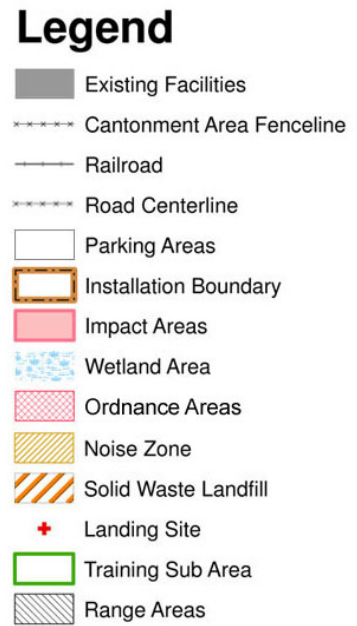 Legend
Existing Facilities
Cantonment Area Fenceline
Railroad
Road Centerline
Parking Areas
Installation Boundary
Impact Areas
Wetland Area
Ordnance Areas
Noise Zone
Solid Waste Landfill
Landing Site
Training Sub Area
Range Areas